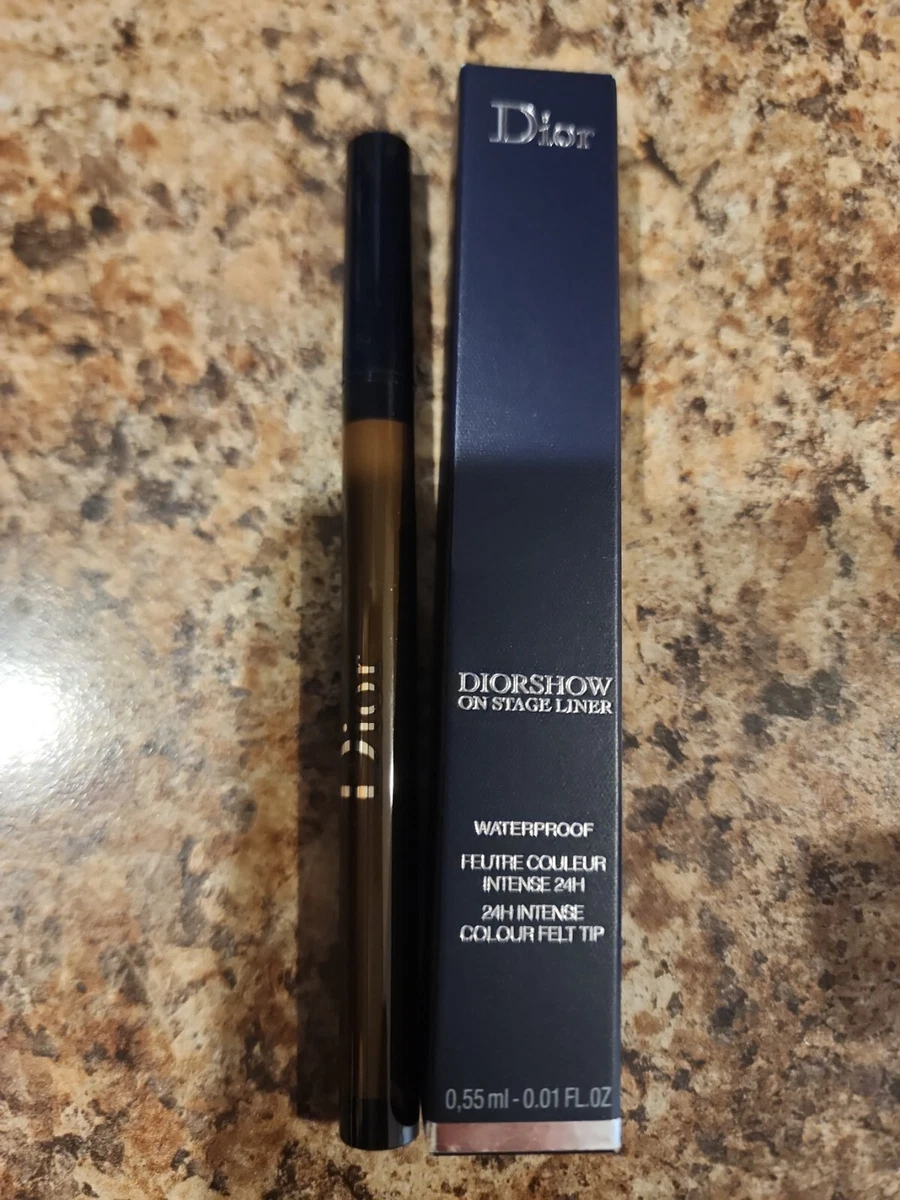 Dior
Dior
DIORSHOW
ON STAGE LINER
WATERPROOF
FEUTRE COULEUR
INTENSE 24H
24H INTENSE
COLOUR FELT TIP
0,55 ml - 0.01 FL.OZ